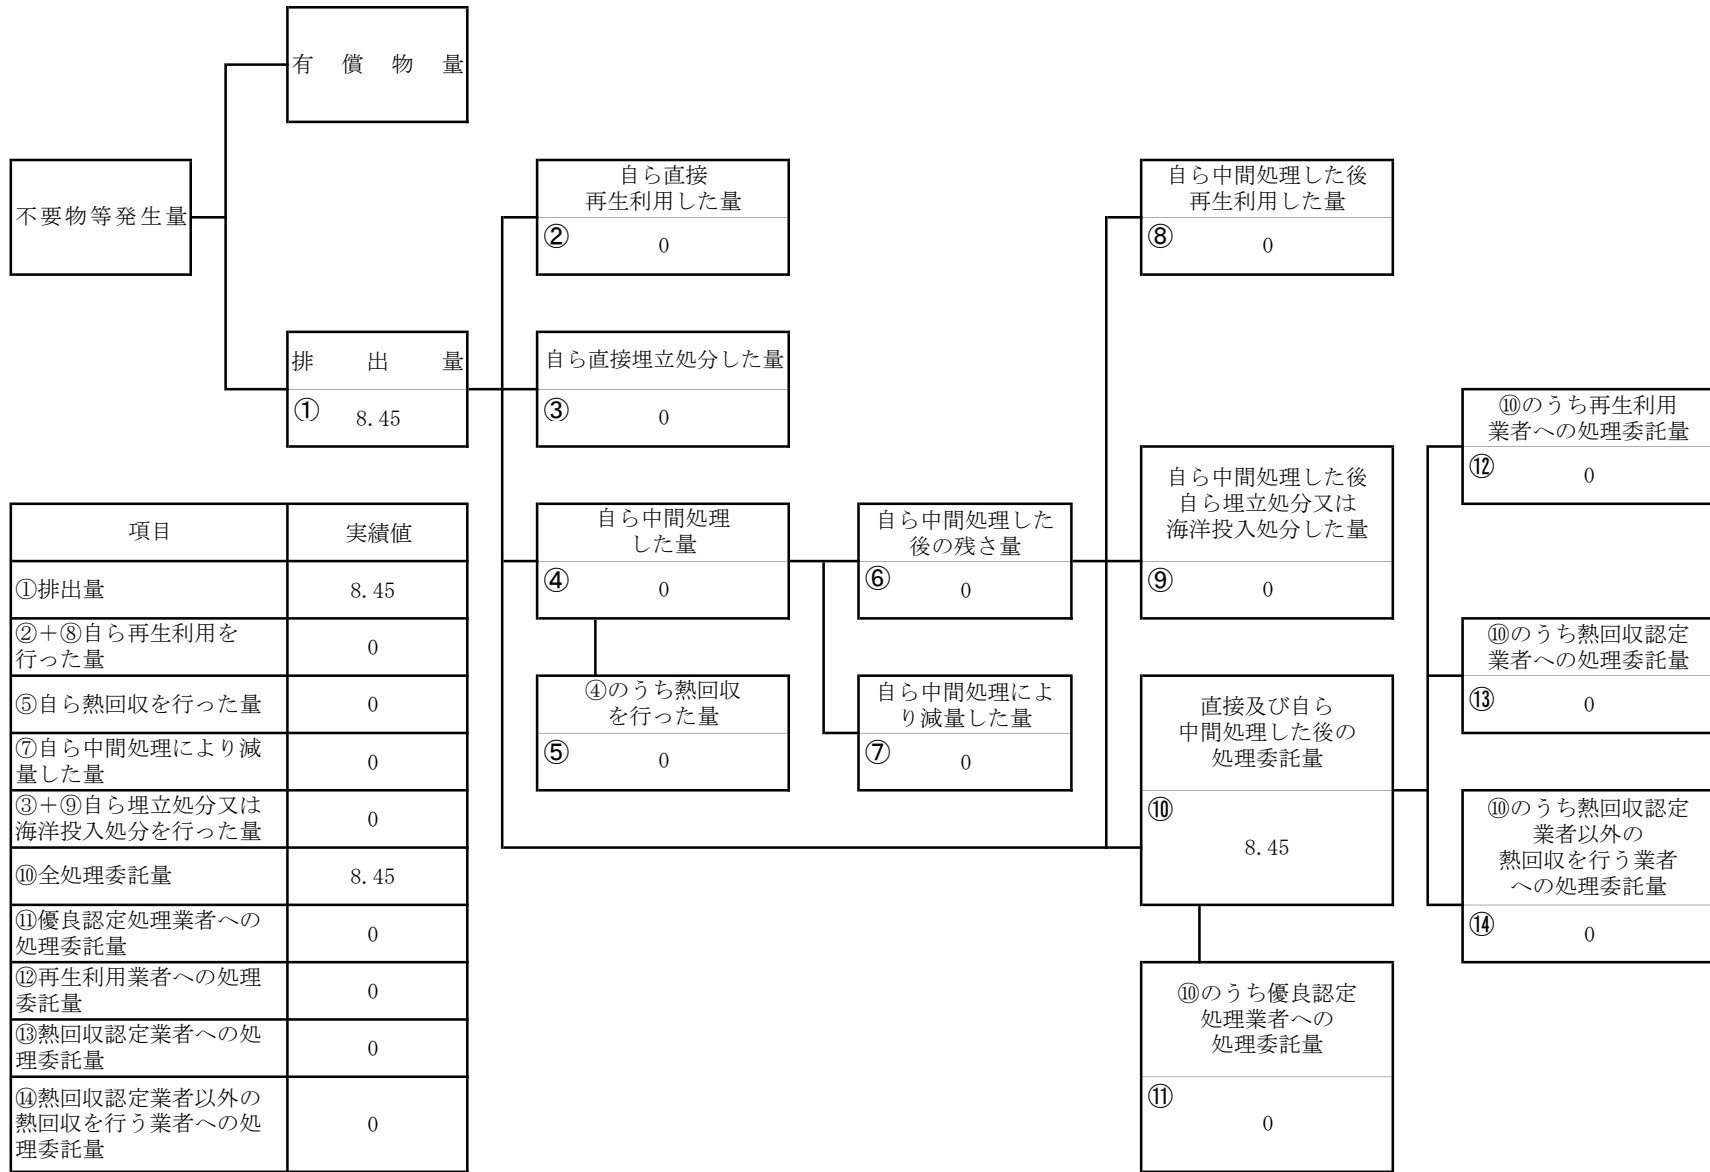 有償物量
不要物等発生量
排出量
①
8.45
自ら直接
再生利用した量
②
0
自ら直接埋立処分した量
③
0
自ら中間処理
した量
④
0
④のうち熱回収
を行った量
⑤
0
自ら中間処理した
後の残さ量
⑥
0
自ら中間処理によ
り減量した量
⑦
0
自ら中間処理した後
再生利用した量
⑧
0
自ら中間処理した後
自ら埋立処分又は
海洋投入処分した量
⑨
0
直接及び自ら
中間処理した後の
処理委託量
⑩
8.45
⑩のうち優良認定
処理業者への
処理委託量
⑪
0
⑩のうち再生利用
業者への処理委託量
⑫
0
⑩のうち熱回収認定
業者への処理委託量
⑬
0
⑩のうち熱回収認定
業者以外の
熱回収を行う業者
への処理委託量
⑭
0
項目 実績値
①排出量 8.45
②＋⑧自ら再生利用を
行った量 0
⑤自ら熱回収を行った量 0
⑦自ら中間処理により減
量した量 0
③＋⑨自ら埋立処分又は
海洋投入処分を行った量 0
⑩全処理委託量 8.45
⑪優良認定処理業者への
処理委託量 0
⑫再生利用業者への処理
委託量 0
⑬熱回収認定業者への処
理委託量 0
⑭熱回収認定業者以外の
熱回収を行う業者への処
理委託量 0